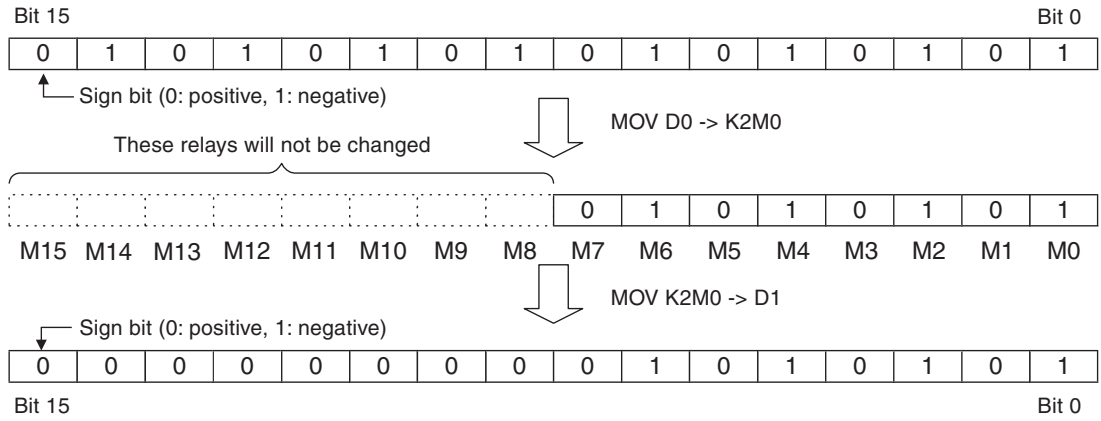 Bit 15 Bit 0
0 1 0 1 0 1 0 1 0 1 0 1 0 1 0 1
Sign bit (0: positive, 1: negative)
MOV D0 -> K2M0
These relays will not be changed
0 1 0 1 0 1 0 1
M15 M14 M13 M12 M11 M10 M9 M8 M7 M6 M5 M4 M3 M2 M1 M0
MOV K2M0 -> D1
Sign bit (0: positive, 1: negative)
0 0 0 0 0 0 0 0 0 1 0 1 0 1 0 1
Bit 15 Bit 0